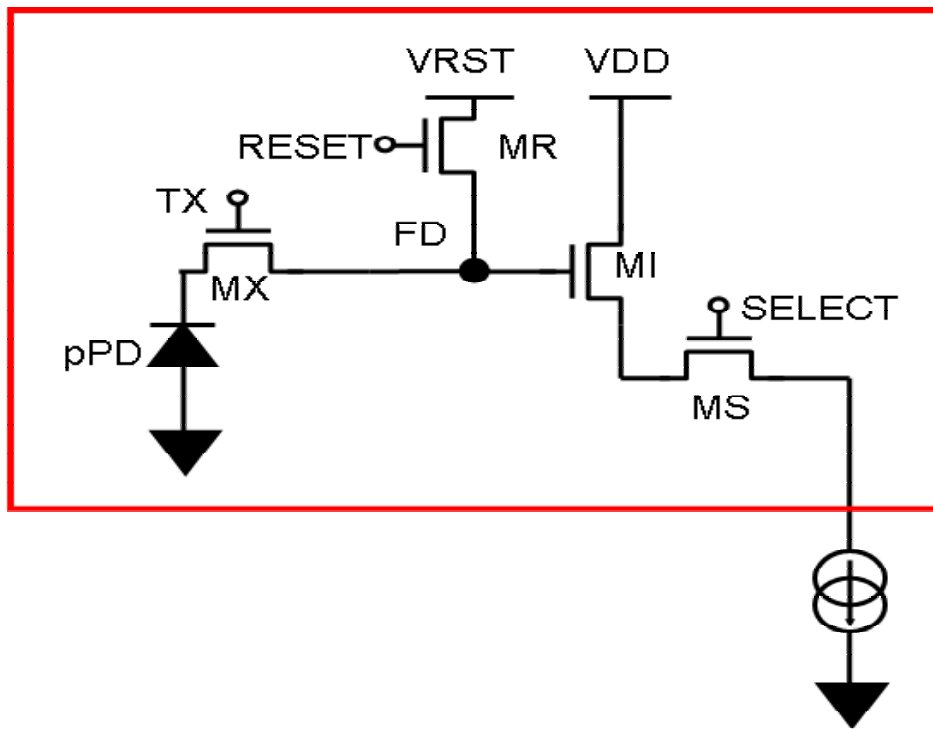 VRST
VDD
RESET
MR
TX
FD
MI
MX
SELECT
pPD
MS